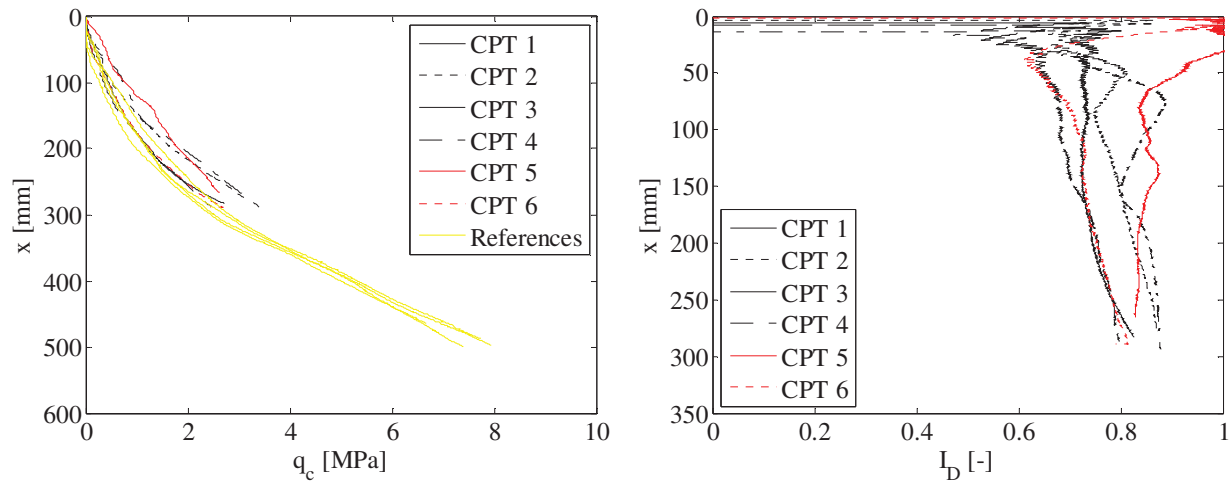 0
100
200
300
400
500
600
x [mm]
0 2 4 6 8 10
q_c [MPa]
CPT 1
CPT 2
CPT 3
CPT 4
CPT 5
CPT 6
References
0
50
100
150
200
250
300
350
x [mm]
0 0.2 0.4 0.6 0.8 1
I_D [-]
CPT 1
CPT 2
CPT 3
CPT 4
CPT 5
CPT 6